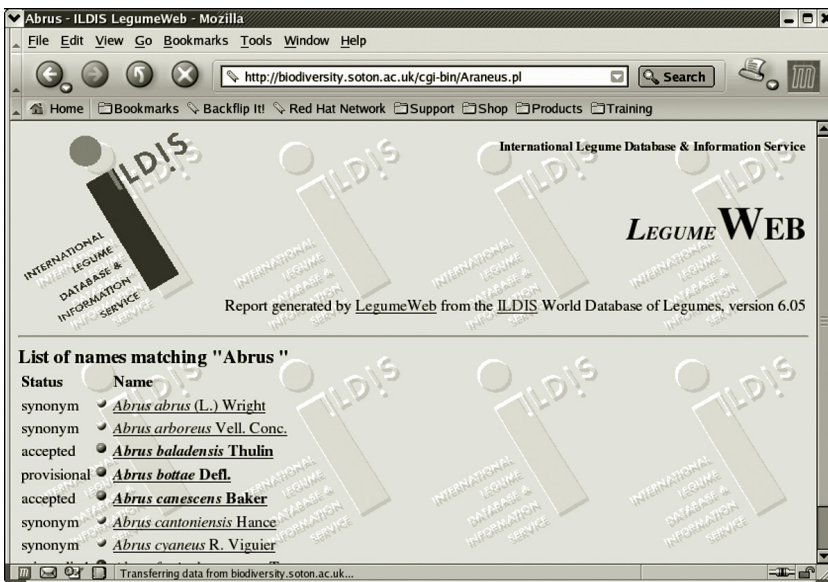 Abrus - ILDIS LegumeWeb - Mozilla
File Edit View Go Bookmarks Tools Window Help
http://biodiversity.soton.ac.uk/cgi-bin/Araneus.pl Search
Home Bookmarks Backflip It! Red Hat Network Support Shop Products Training
ILDIS
INTERNATIONAL
LEGUME
DATABASE &
INFORMATION
SERVICE
International Legume Database & Information Service
LEGUME WEB
Report generated by LegumeWeb from the ILDIS World Database of Legumes, version 6.05
List of names matching "Abrus "
Status Name
synonym Abrus abrus (L.) Wright
synonym Abrus arboreus Vell. Conc.
accepted Abrus baladensis Thulin
provisional Abrus bottae Defl.
accepted Abrus canescens Baker
synonym Abrus cantoniensis Hance
synonym Abrus cyaneus R. Viguier
Transferring data from biodiversity.soton.ac.uk...